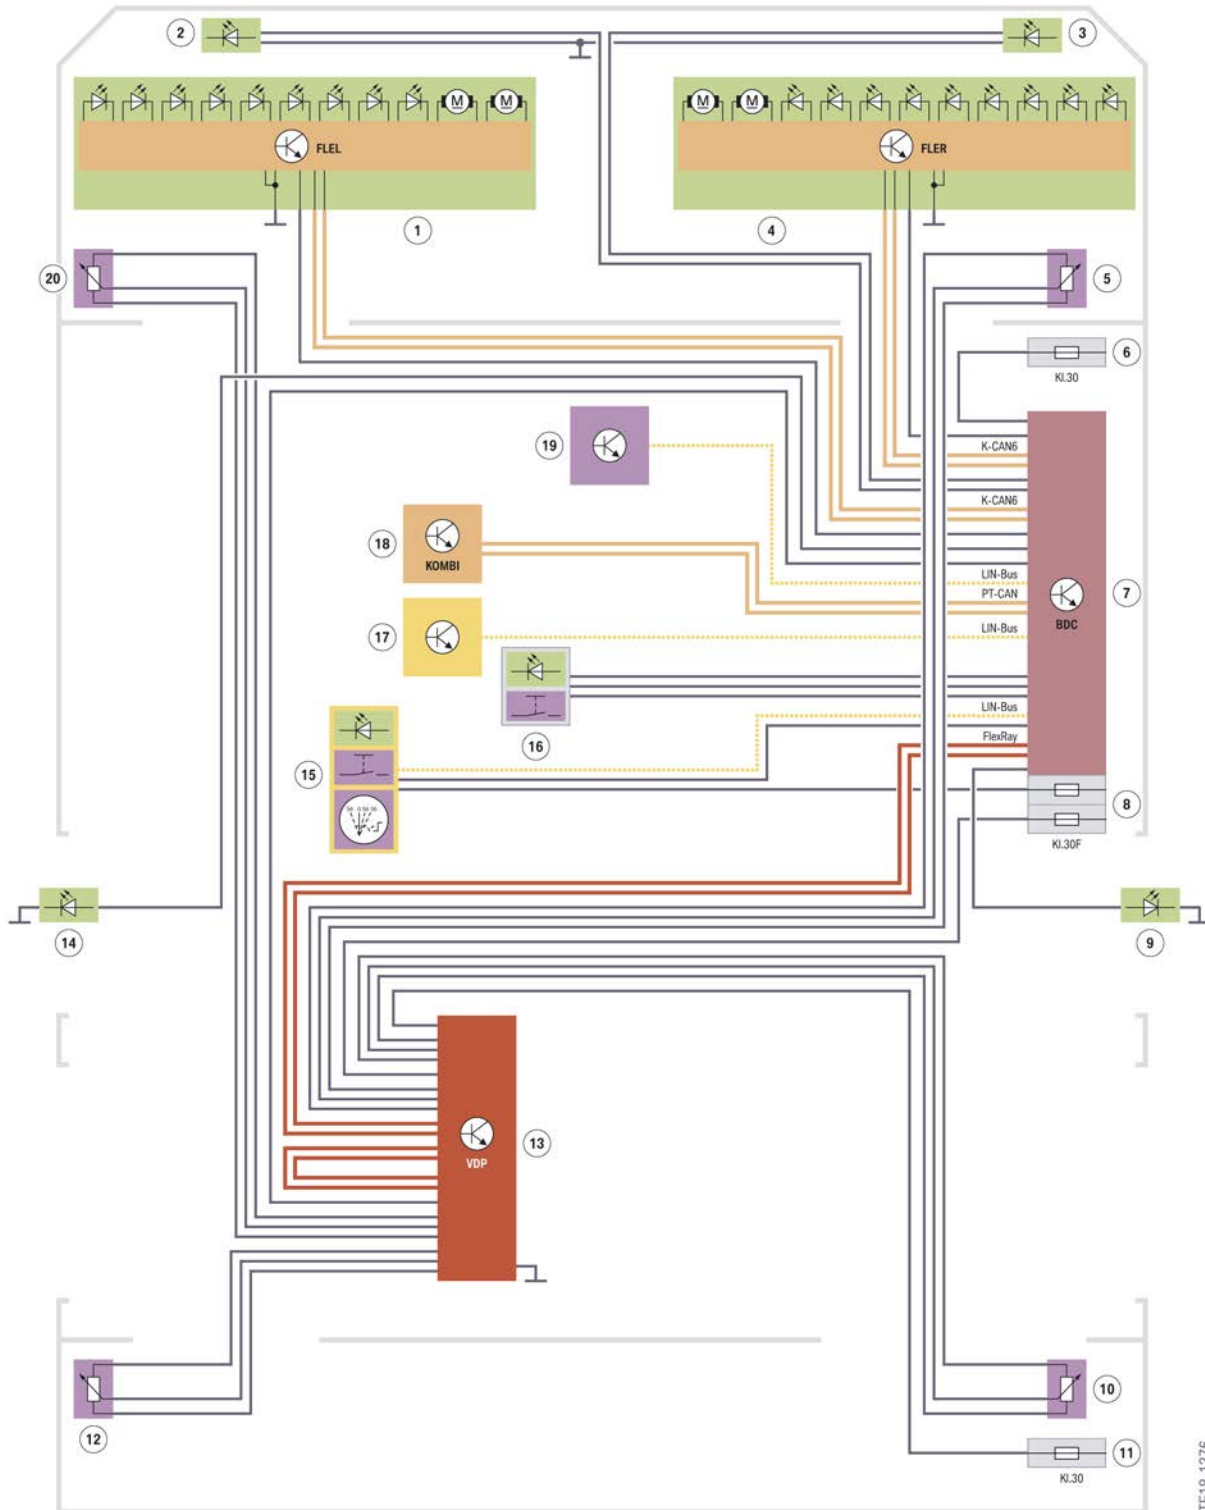 2
3
M
M
M
M
FLEL
FLER
1
4
20
5
6
Kl.30
19
K-CAN6
K-CAN6
18
KOMBI
LIN-Bus
PT-CAN
7
BDC
17
LIN-Bus
16
LIN-Bus
FlexRay
15
8
Kl.30F
14
9
13
VDP
10
12
11
Kl.30
TE18-1276